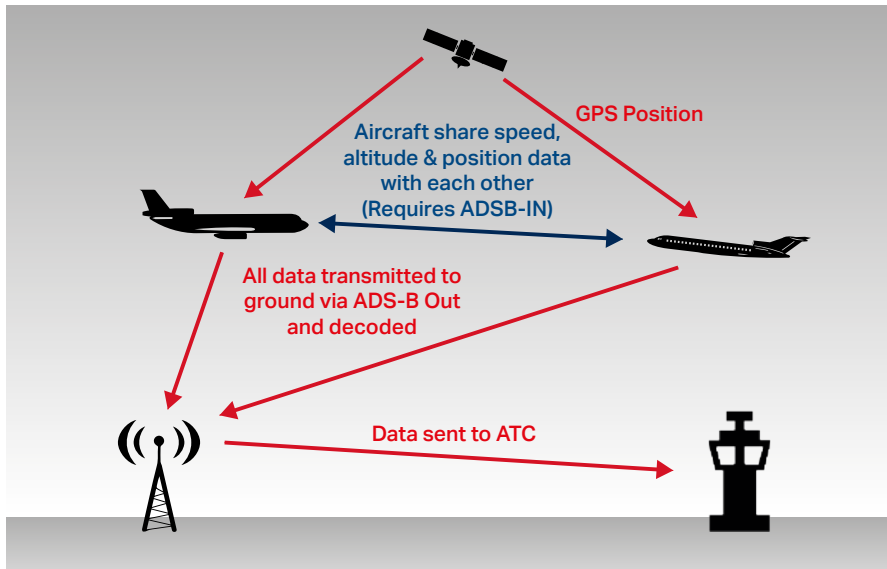 GPS Position
Aircraft share speed,
altitude & position data
with each other
(Requires ADSB-IN)
All data transmitted to
ground via ADS-B Out
and decoded
Data sent to ATC